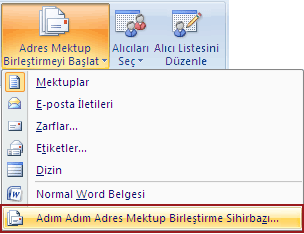 Adres Mektup
Birleştirmeyi Başlat
Alıcıları
Seç
Alıcı Listesini
Düzenle
Mektuplar
E-posta İletileri
Zarflar...
Etiketler...
Dizin
Normal Word Belgesi
Adım Adım Adres Mektup Birleştirme Sihirbazı...